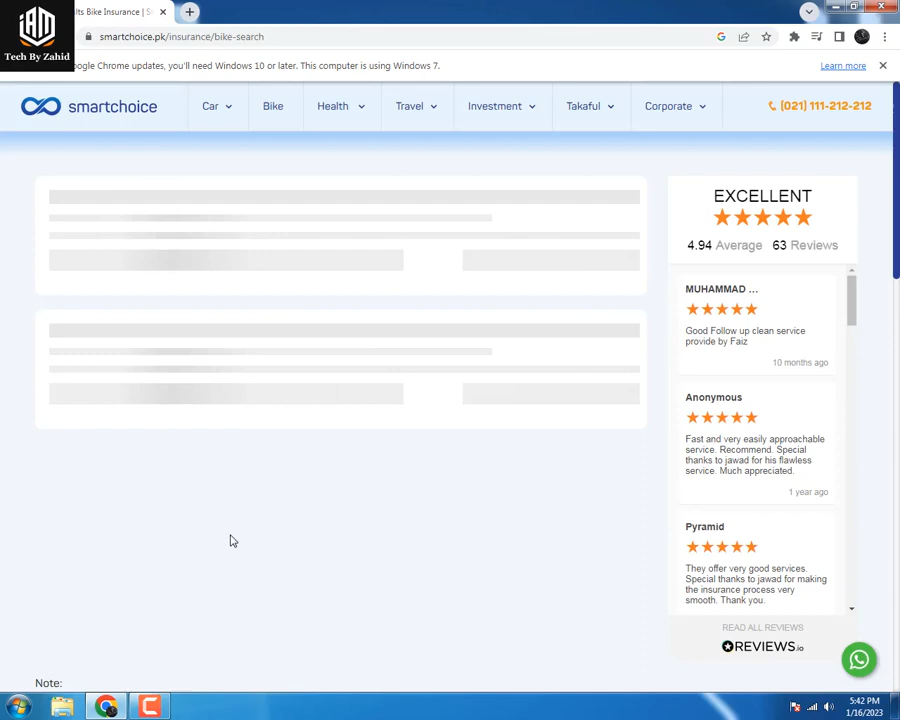 lts Bike Insurance | S
smartchoice.pk/insurance/bike-search
ogle Chrome updates, you'll need Windows 10 or later. This computer is using Windows 7.
Learn more
IAM
Tech By Zahid
smartchoice
Car
Bike
Health
Travel
Investment
Takaful
Corporate
(021) 111-212-212
EXCELLENT
4.94 Average 63 Reviews
MUHAMMAD ...
Good Follow up clean service
provide by Faiz
10 months ago
Anonymous
Fast and very easily approachable
service. Recommend. Special
thanks to jawad for his flawless
service. Much appreciated.
1 year ago
Pyramid
They offer very good services.
Special thanks to jawad for making
the insurance process very
smooth. Thank you.
READ ALL REVIEWS
REVIEWS.io
Note:
5:42 PM
1/16/2023